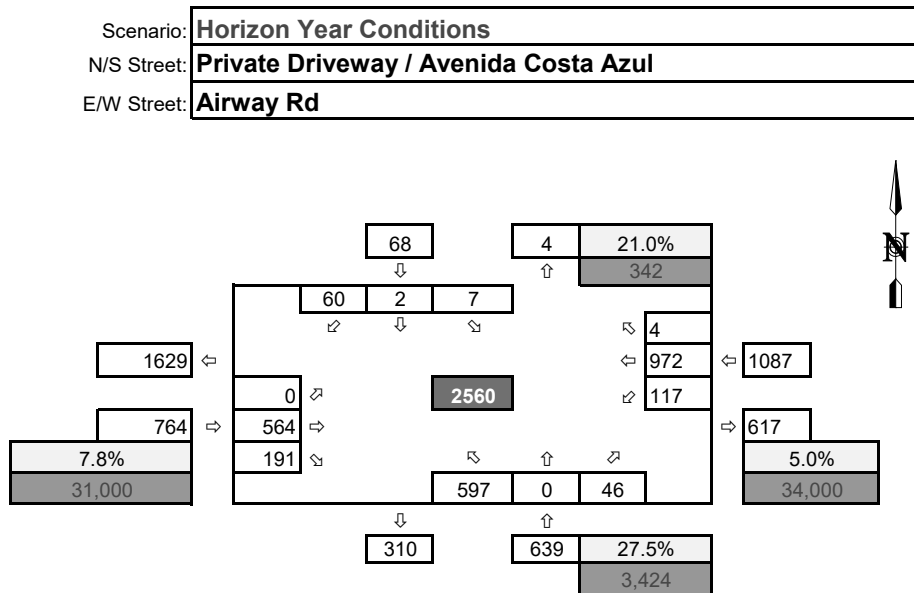 Scenario: Horizon Year Conditions
N/S Street: Private Driveway / Avenida Costa Azul
E/W Street: Airway Rd
N
68 4 21.0%
⇩ ⇧ 342
60 2 7
⬃ ⇩ ⬂ ⬁ 4
1629 ⇦ ⇦ 972 ⇦ 1087
0 ⬀ 2560 ⬃ 117
764 ⇨ 564 ⇨ ⇨ 617
7.8% 191 ⬂ ⬁ ⇧ ⬀ 5.0%
31,000 597 0 46 34,000
⇩ ⇧
310 639 27.5%
3,424